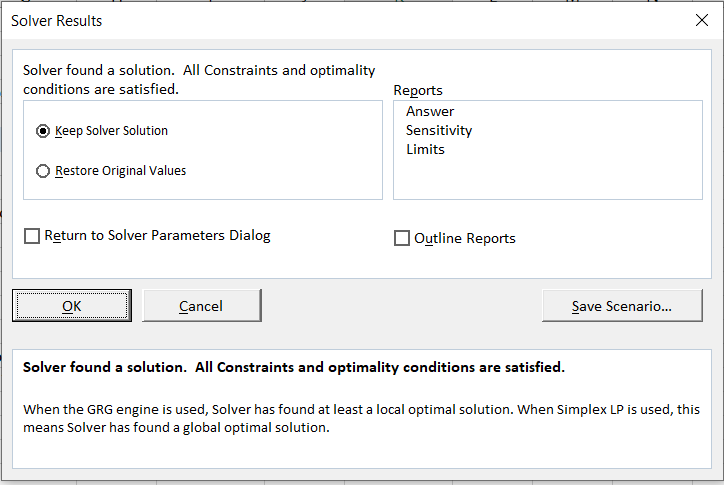 Solver Results
Solver found a solution.  All Constraints and optimality
conditions are satisfied.
Keep Solver Solution
Restore Original Values
Reports
Answer
Sensitivity
Limits
Return to Solver Parameters Dialog
Outline Reports
OK
Cancel
Save Scenario...
Solver found a solution.  All Constraints and optimality conditions are satisfied.
When the GRG engine is used, Solver has found at least a local optimal solution. When Simplex LP is used, this
means Solver has found a global optimal solution.